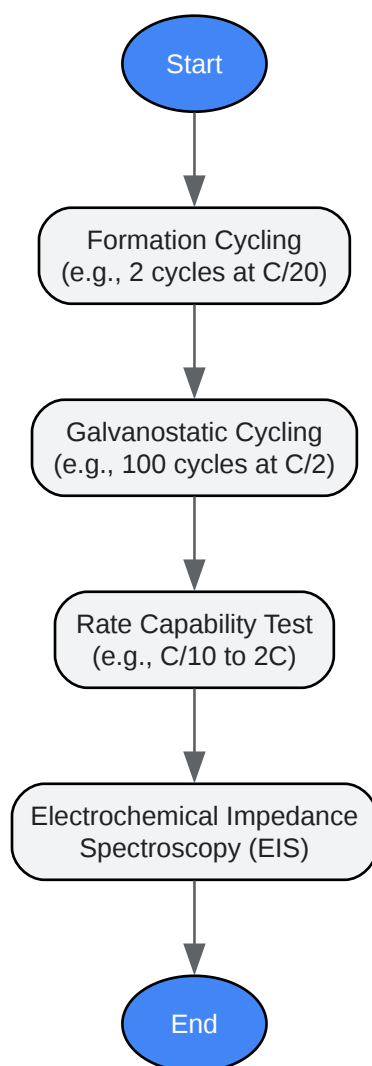 Start
Formation Cycling
(e.g., 2 cycles at C/20)
Galvanostatic Cycling
(e.g., 100 cycles at C/2)
Rate Capability Test
(e.g., C/10 to 2C)
Electrochemical Impedance
Spectroscopy (EIS)
End